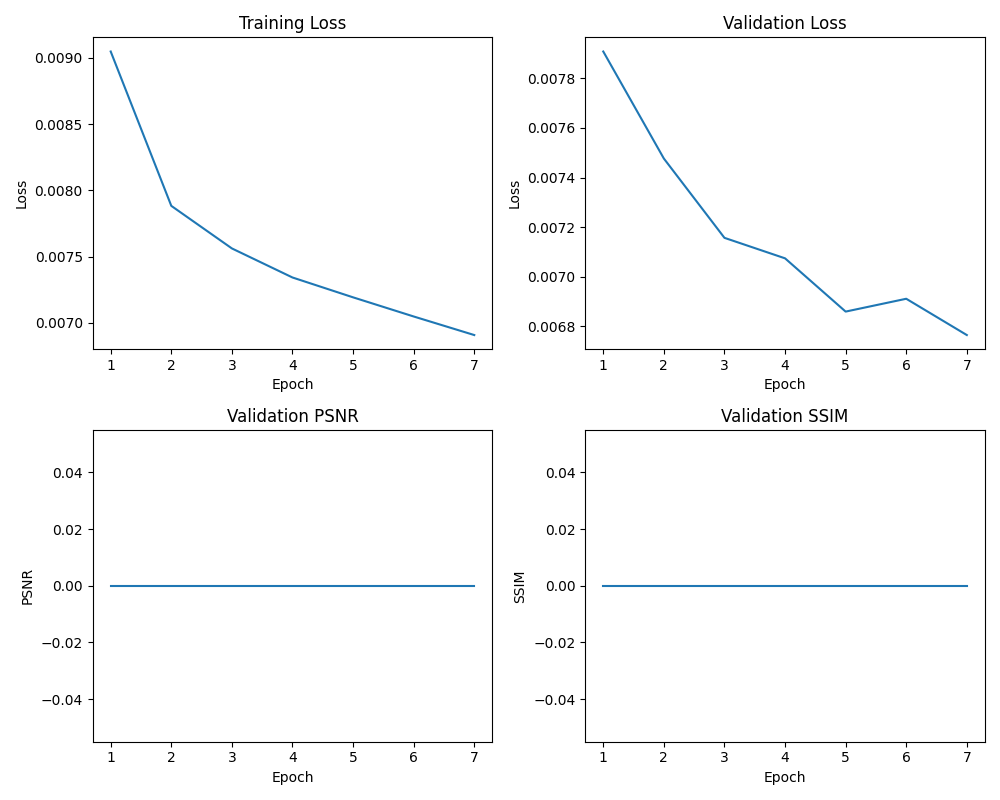 Training Loss
Loss
0.0090
0.0085
0.0080
0.0075
0.0070
1 2 3 4 5 6 7
Epoch
Validation Loss
Loss
0.0078
0.0076
0.0074
0.0072
0.0070
0.0068
1 2 3 4 5 6 7
Epoch
Validation PSNR
PSNR
0.04
0.02
0.00
−0.02
−0.04
1 2 3 4 5 6 7
Epoch
Validation SSIM
SSIM
0.04
0.02
0.00
−0.02
−0.04
1 2 3 4 5 6 7
Epoch